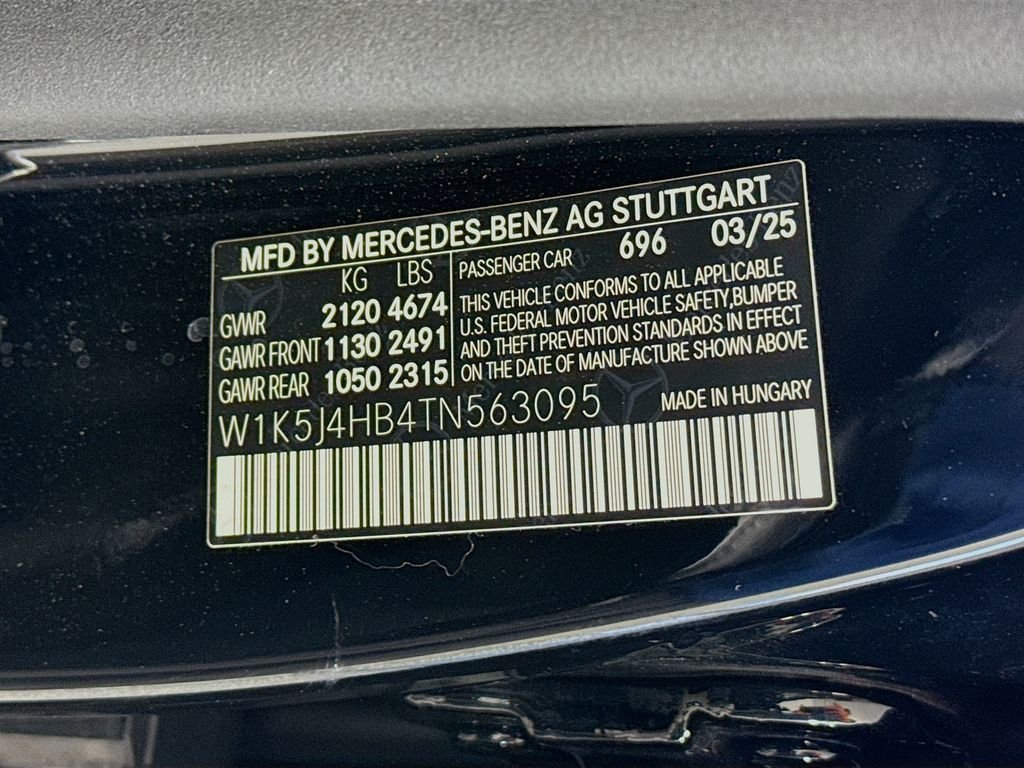 MFD BY MERCEDES-BENZ AG STUTTGART
KG LBS
GVWR 2120 4674
GAWR FRONT 1130 2491
GAWR REAR 1050 2315
PASSENGER CAR 696 03/25
THIS VEHICLE CONFORMS TO ALL APPLICABLE
U.S. FEDERAL MOTOR VEHICLE SAFETY,BUMPER
AND THEFT PREVENTION STANDARDS IN EFFECT
ON THE DATE OF MANUFACTURE SHOWN ABOVE
W1K5J4HB4TN563095 MADE IN HUNGARY